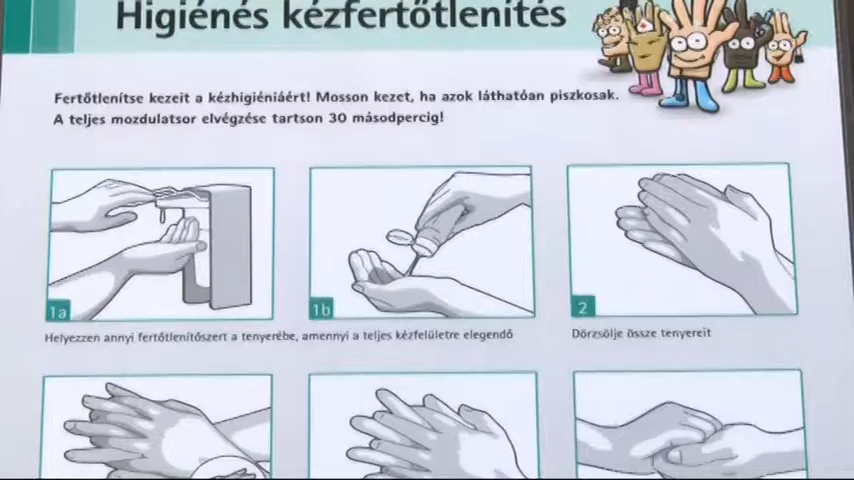 Higiénés kézfertőtlenítés
Fertőtlenítse kezeit a kézhigiéniáért! Mosson kezet, ha azok láthatóan piszkosak.
A teljes mozdulatsor elvégzése tartson 30 másodpercig!
1a
1b
2
Helyezzen annyi fertőtlenítőszert a tenyerébe, amennyi a teljes kézfelületre elegendő
Dörzsölje össze tenyereit